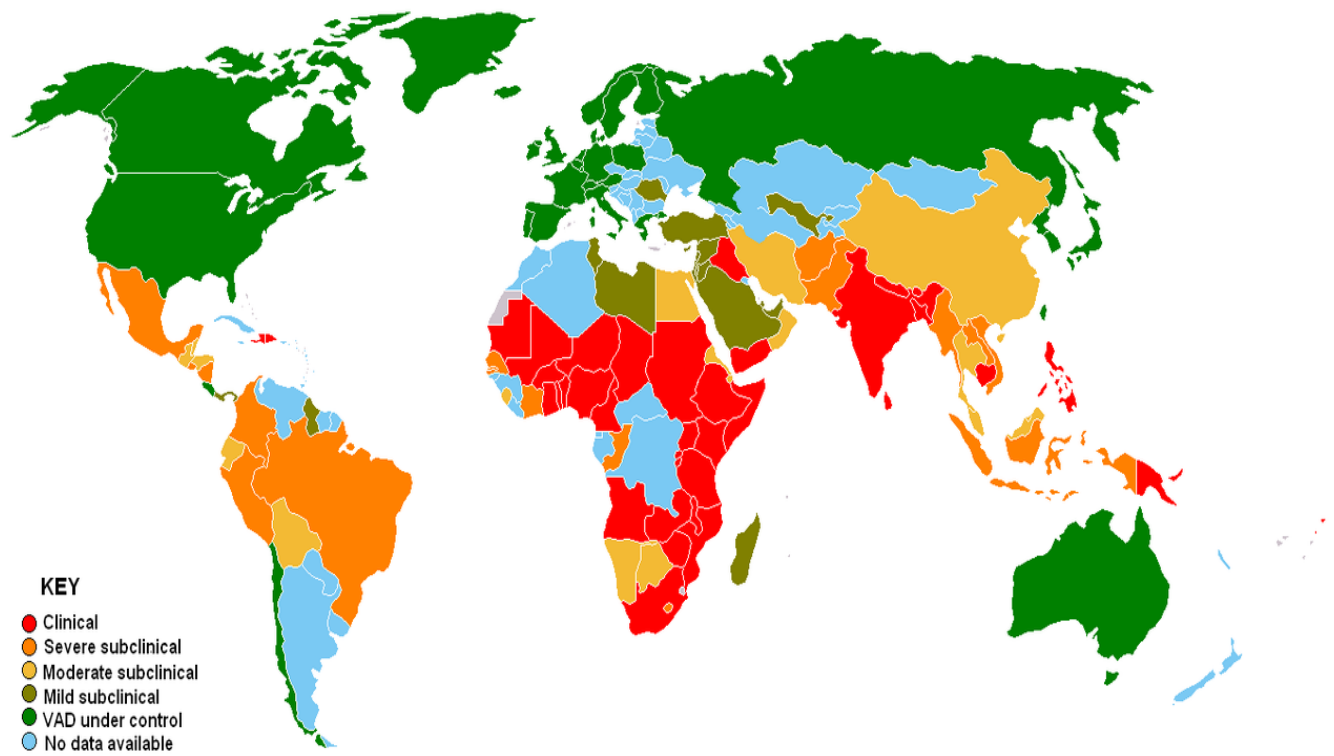 KEY
Clinical
Severe subclinical
Moderate subclinical
Mild subclinical
VAD under control
No data available